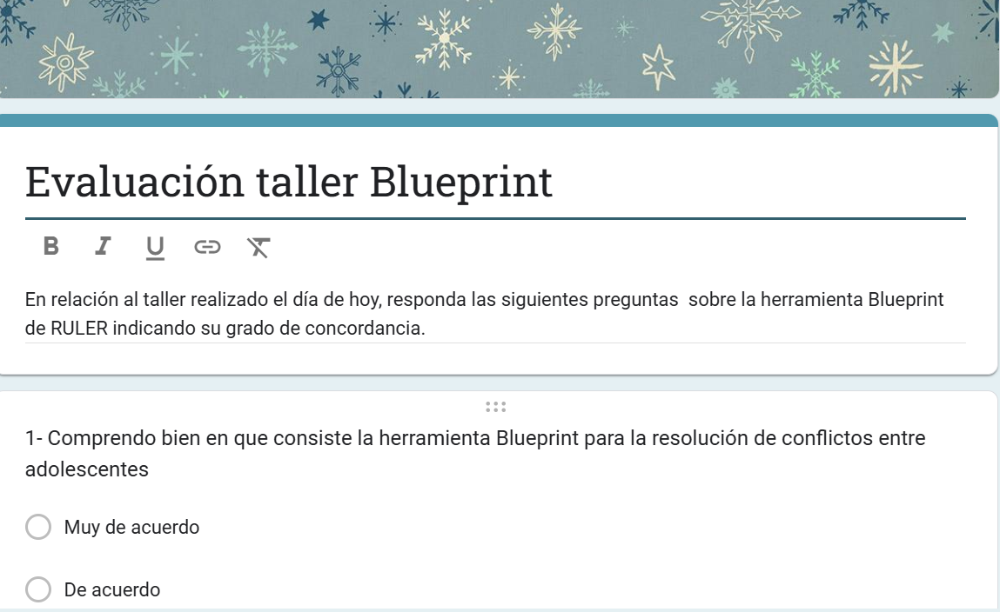 Evaluación taller Blueprint
B I U
En relación al taller realizado el día de hoy, responda las siguientes preguntas  sobre la herramienta Blueprint
de RULER indicando su grado de concordancia.
1- Comprendo bien en que consiste la herramienta Blueprint para la resolución de conflictos entre
adolescentes
Muy de acuerdo
De acuerdo